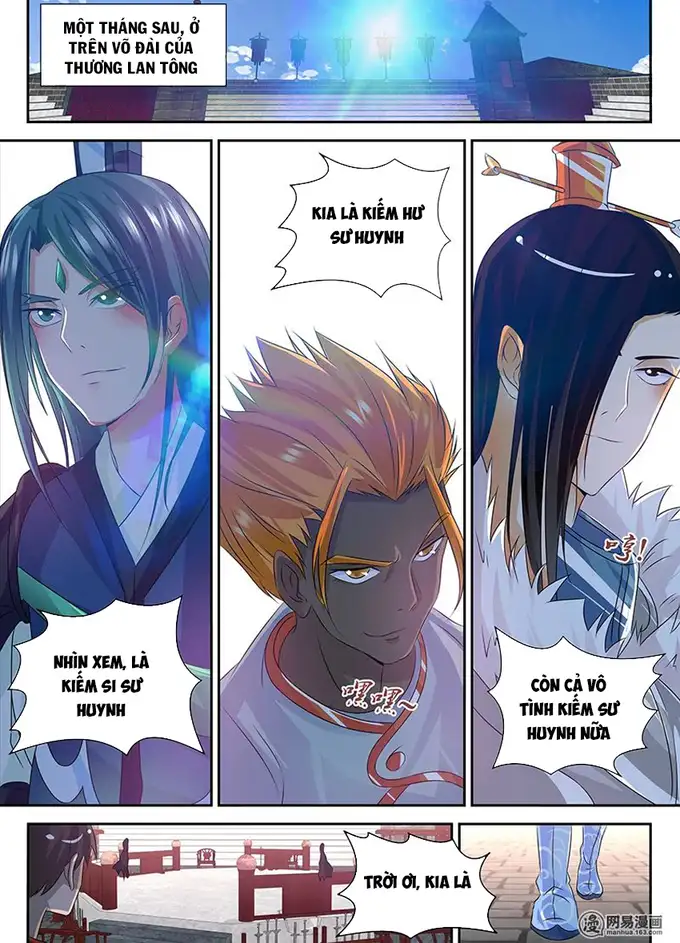 MỘT THÁNG SAU, Ở
TRÊN VÕ ĐÀI CỦA
THƯƠNG LAN TÔNG
NHÌN XEM, LÀ
KIẾM SI SƯ
HUYNH
KIA LÀ KIẾM HƯ
SƯ HUYNH
嘿嘿~
哼!
CÒN CẢ VÔ
TÌNH KIẾM SƯ
HUYNH NỮA
TRỜI ƠI, KIA LÀ
漫
网易漫画
manhua.163.com